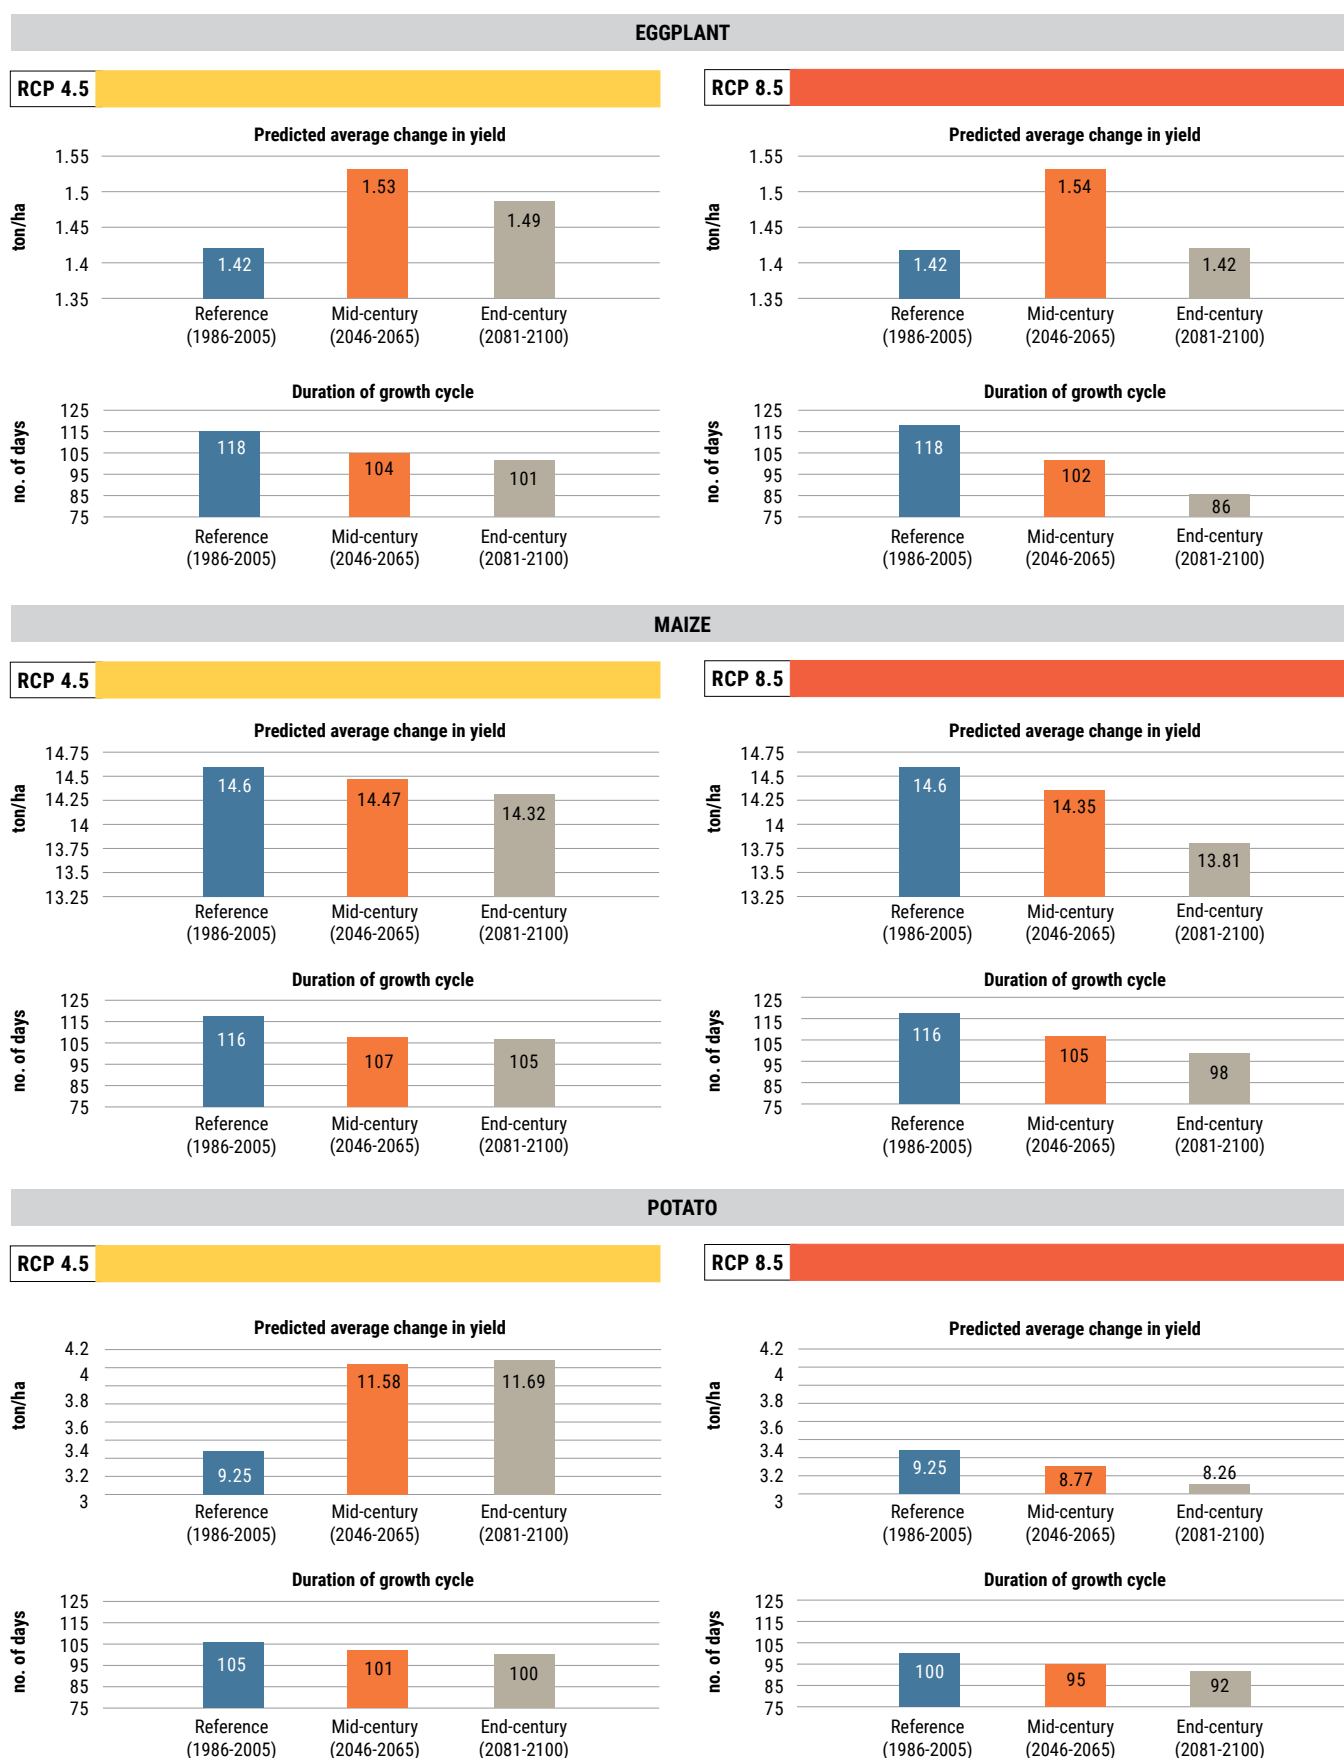 EGGPLANT
RCP 4.5
Predicted average change in yield
ton/ha
1.55
1.5
1.45
1.4
1.35
1.42
1.53
1.49
Reference
(1986-2005)
Mid-century
(2046-2065)
End-century
(2081-2100)
Duration of growth cycle
no. of days
125
115
105
95
85
75
118
104
101
Reference
(1986-2005)
Mid-century
(2046-2065)
End-century
(2081-2100)
RCP 8.5
Predicted average change in yield
ton/ha
1.55
1.5
1.45
1.4
1.35
1.42
1.54
1.42
Reference
(1986-2005)
Mid-century
(2046-2065)
End-century
(2081-2100)
Duration of growth cycle
no. of days
125
115
105
95
85
75
118
102
86
Reference
(1986-2005)
Mid-century
(2046-2065)
End-century
(2081-2100)
MAIZE
RCP 4.5
Predicted average change in yield
ton/ha
14.75
14.5
14.25
14
13.75
13.5
13.25
14.6
14.47
14.32
Reference
(1986-2005)
Mid-century
(2046-2065)
End-century
(2081-2100)
Duration of growth cycle
no. of days
125
115
105
95
85
75
116
107
105
Reference
(1986-2005)
Mid-century
(2046-2065)
End-century
(2081-2100)
RCP 8.5
Predicted average change in yield
ton/ha
14.75
14.5
14.25
14
13.75
13.5
13.25
14.6
14.35
13.81
Reference
(1986-2005)
Mid-century
(2046-2065)
End-century
(2081-2100)
Duration of growth cycle
no. of days
125
115
105
95
85
75
116
105
98
Reference
(1986-2005)
Mid-century
(2046-2065)
End-century
(2081-2100)
POTATO
RCP 4.5
Predicted average change in yield
ton/ha
4.2
4
3.8
3.6
3.4
3.2
3
9.25
11.58
11.69
Reference
(1986-2005)
Mid-century
(2046-2065)
End-century
(2081-2100)
Duration of growth cycle
no. of days
125
115
105
95
85
75
105
101
100
Reference
(1986-2005)
Mid-century
(2046-2065)
End-century
(2081-2100)
RCP 8.5
Predicted average change in yield
ton/ha
4.2
4
3.8
3.6
3.4
3.2
3
9.25
8.77
8.26
Reference
(1986-2005)
Mid-century
(2046-2065)
End-century
(2081-2100)
Duration of growth cycle
no. of days
125
115
105
95
85
75
100
95
92
Reference
(1986-2005)
Mid-century
(2046-2065)
End-century
(2081-2100)